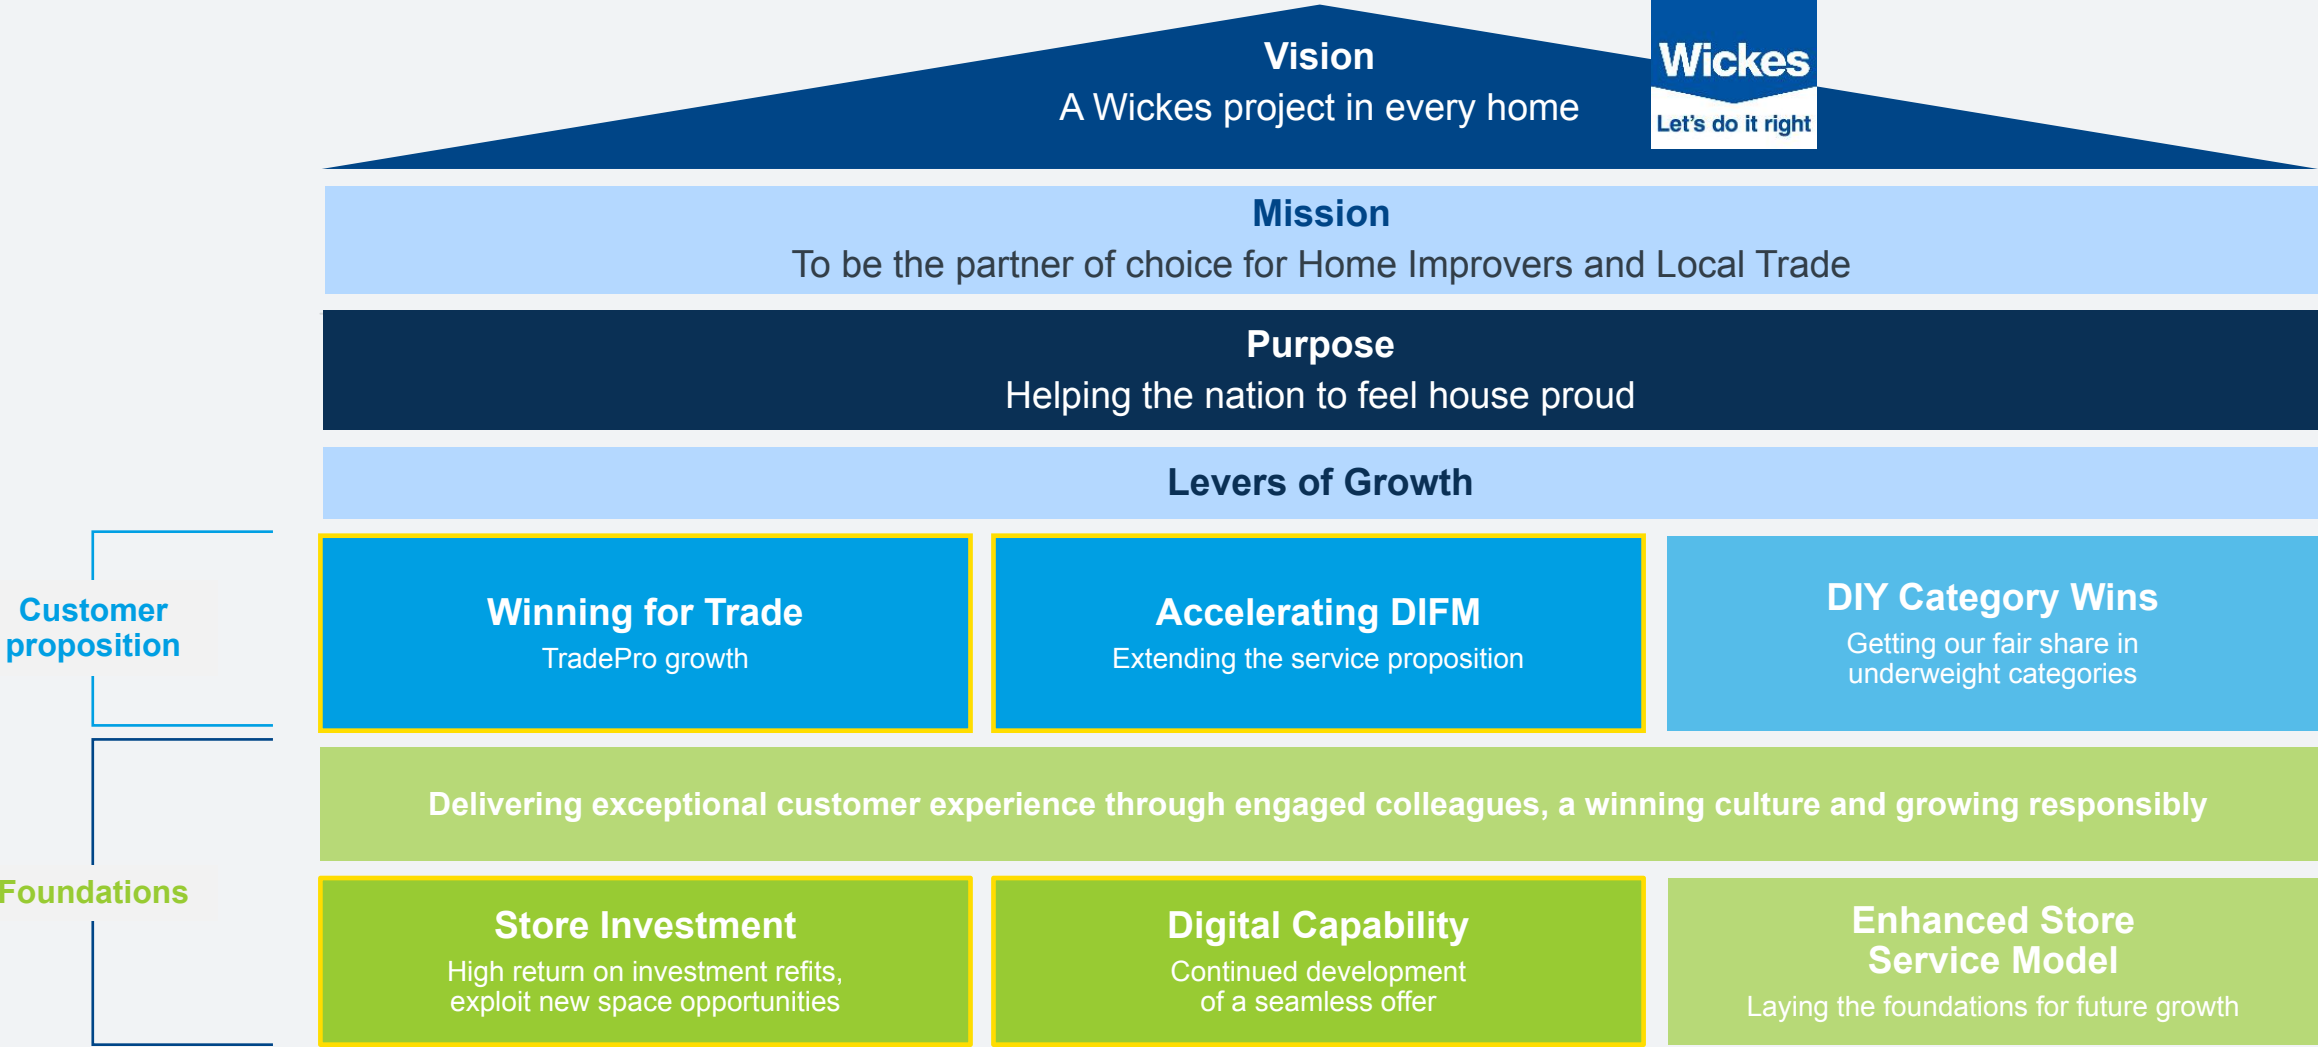 Vision
A Wickes project in every home
Wickes
Let's do it right
Mission
To be the partner of choice for Home Improvers and Local Trade
Purpose
Helping the nation to feel house proud
Levers of Growth
Customer
proposition
Winning for Trade
TradePro growth
Accelerating DIFM
Extending the service proposition
DIY Category Wins
Getting our fair share in
underweight categories
Delivering exceptional customer experience through engaged colleagues, a winning culture and growing responsibly
Foundations
Store Investment
High return on investment refits,
exploit new space opportunities
Digital Capability
Continued development
of a seamless offer
Enhanced Store
Service Model
Laying the foundations for future growth